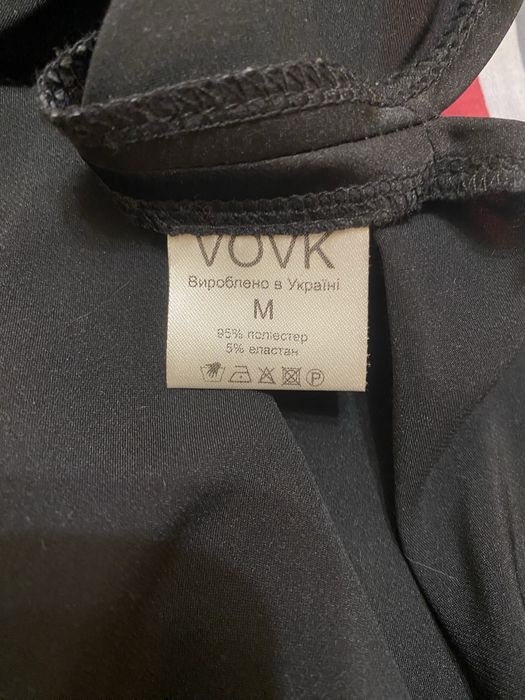 VOVK
Вироблено в Україні
M
95% поліестер
5% еластан
P